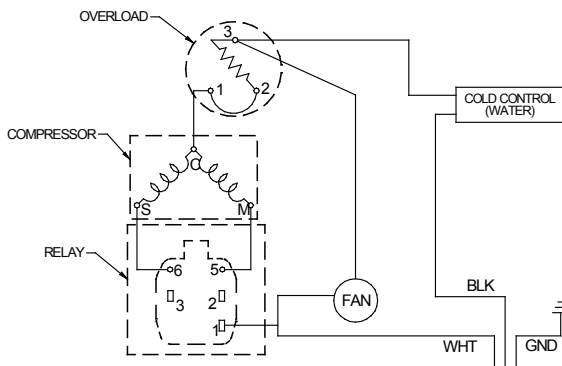 OVERLOAD
3
1
2
COLD CONTROL
(WATER)
COMPRESSOR
C
S
M
RELAY
6
5
3
2
1
FAN
BLK
WHT
GND